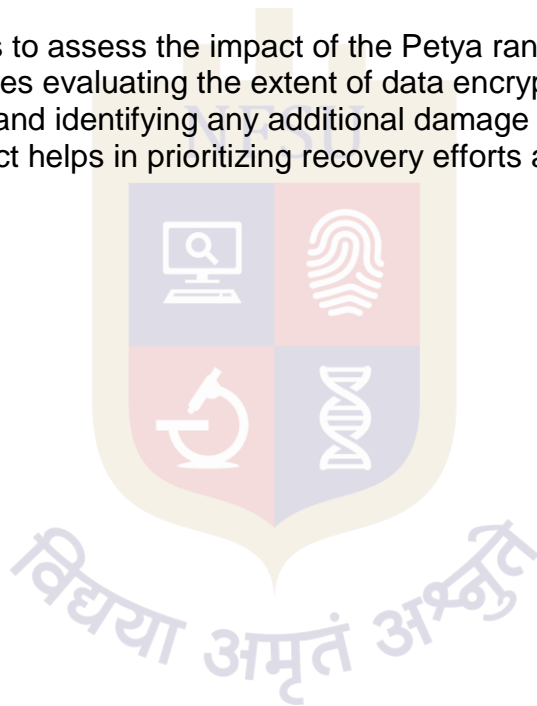 s to assess the impact of the Petya ran
es evaluating the extent of data encryp
and identifying any additional damage
ct helps in prioritizing recovery efforts a
NFSU
विद्यया अमृतं अश्नुते